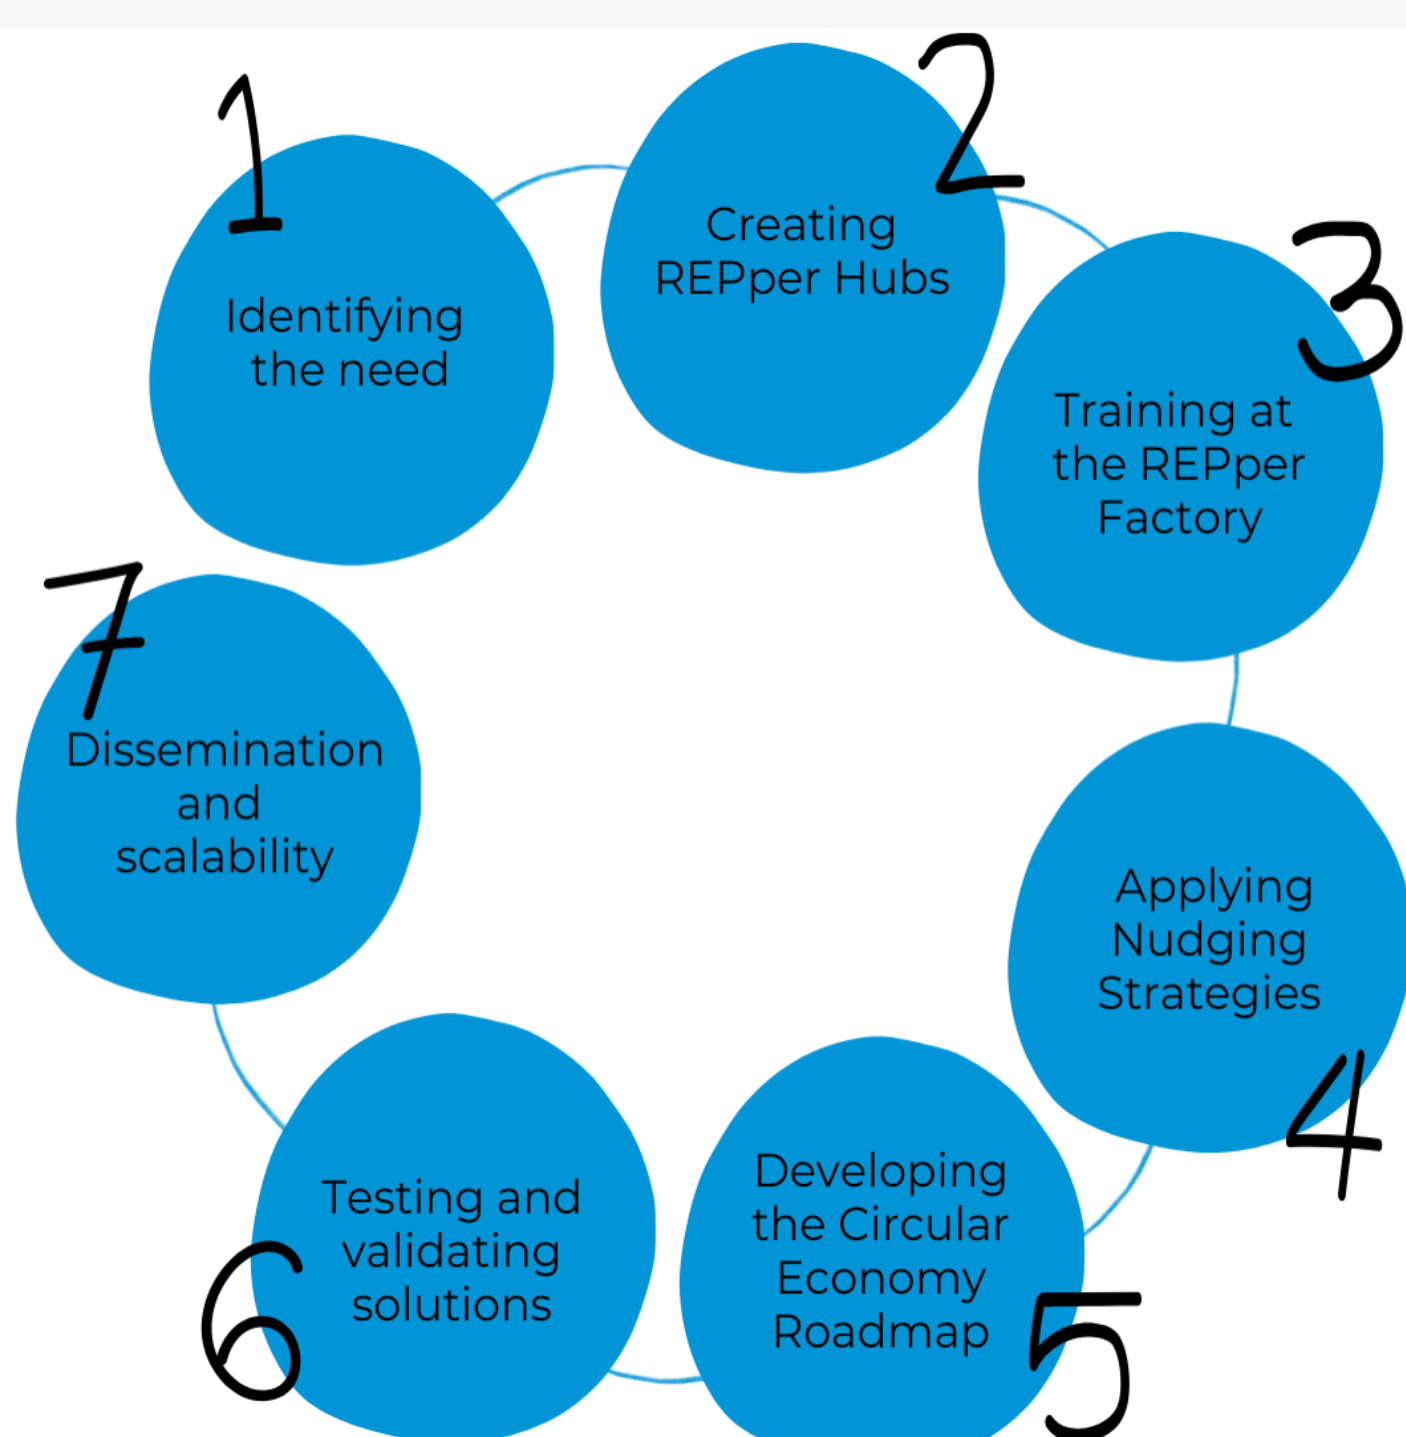 1
Identifying
the need
2
Creating
REPper Hubs
3
Training at
the REPper
Factory
Applying
Nudging
Strategies
4
Developing
the Circular
Economy
Roadmap
5
Testing and
validating
solutions
6
7
Dissemination
and
scalability